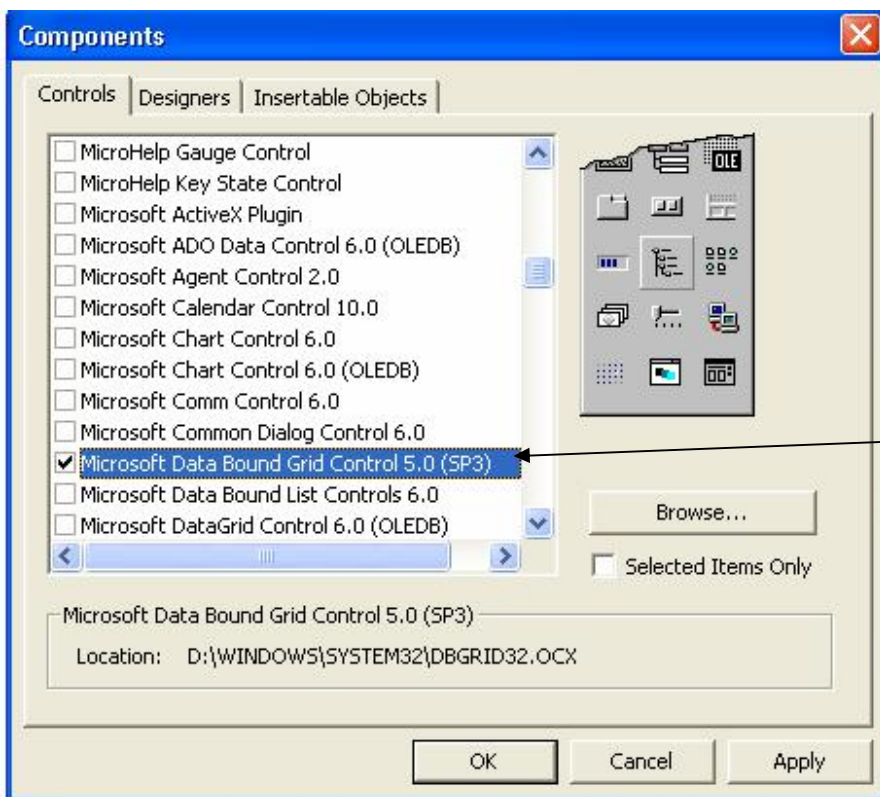 Components
Controls Designers Insertable Objects
MicroHelp Gauge Control
MicroHelp Key State Control
Microsoft ActiveX Plugin
Microsoft ADO Data Control 6.0 (OLEDB)
Microsoft Agent Control 2.0
Microsoft Calendar Control 10.0
Microsoft Chart Control 6.0
Microsoft Chart Control 6.0 (OLEDB)
Microsoft Comm Control 6.0
Microsoft Common Dialog Control 6.0
Microsoft Data Bound Grid Control 5.0 (SP3)
Microsoft Data Bound List Controls 6.0
Microsoft DataGrid Control 6.0 (OLEDB)
OLE
Browse...
Selected Items Only
Microsoft Data Bound Grid Control 5.0 (SP3)
Location: D:\WINDOWS\SYSTEM32\DBGRID32.OCX
OK Cancel Apply